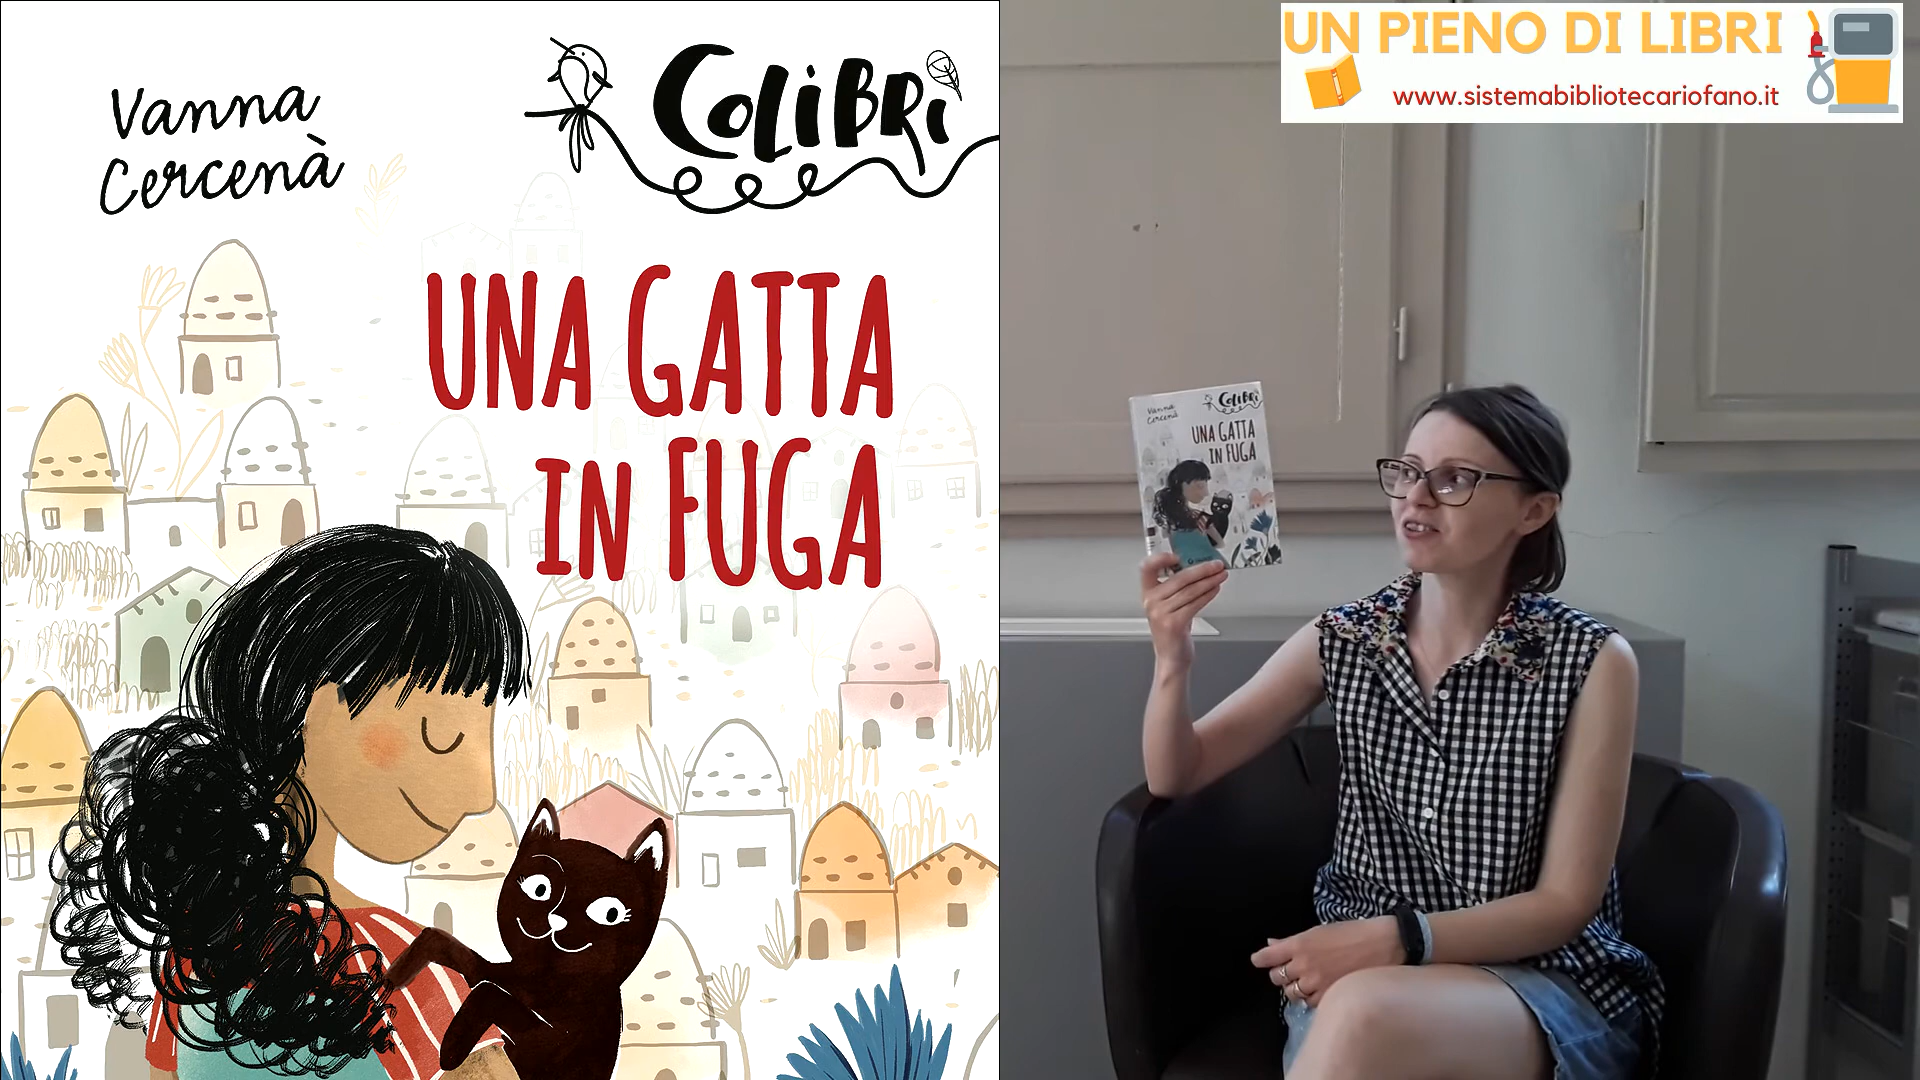 Vanna
Cercenà
COLIBRÌ
UNA GATTA
IN FUGA
UN PIENO DI LIBRI
www.sistemabibliotecariofano.it
Vanna
Cercenà
COLIBRÌ
UNA GATTA
IN FUGA